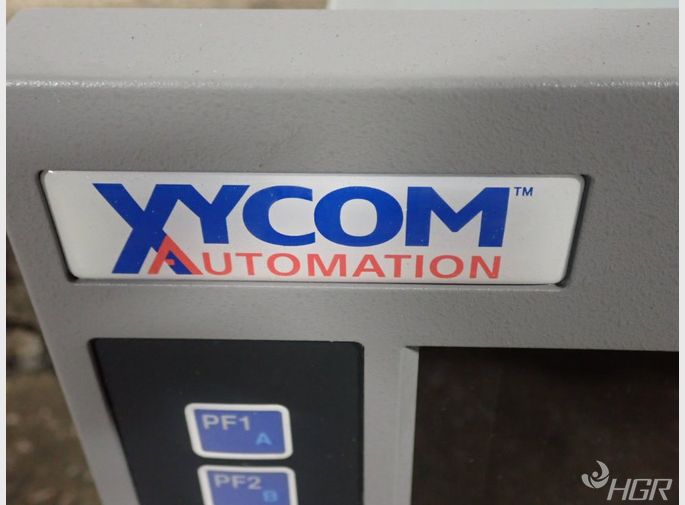 XYCOM™
AUTOMATION
PF1
A
PF2
B
HGR